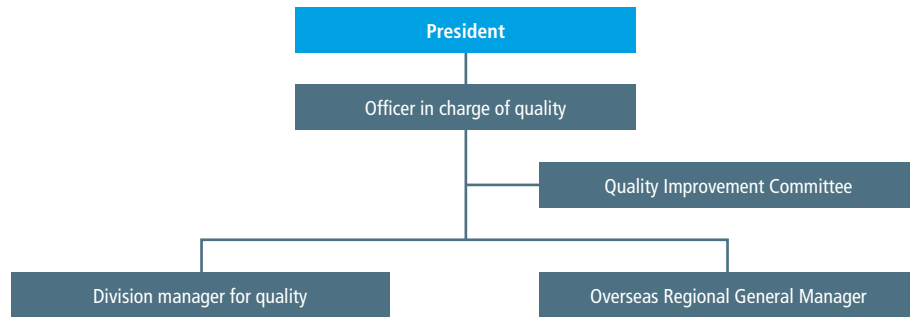 President
Officer in charge of quality
Quality Improvement Committee
Division manager for quality
Overseas Regional General Manager